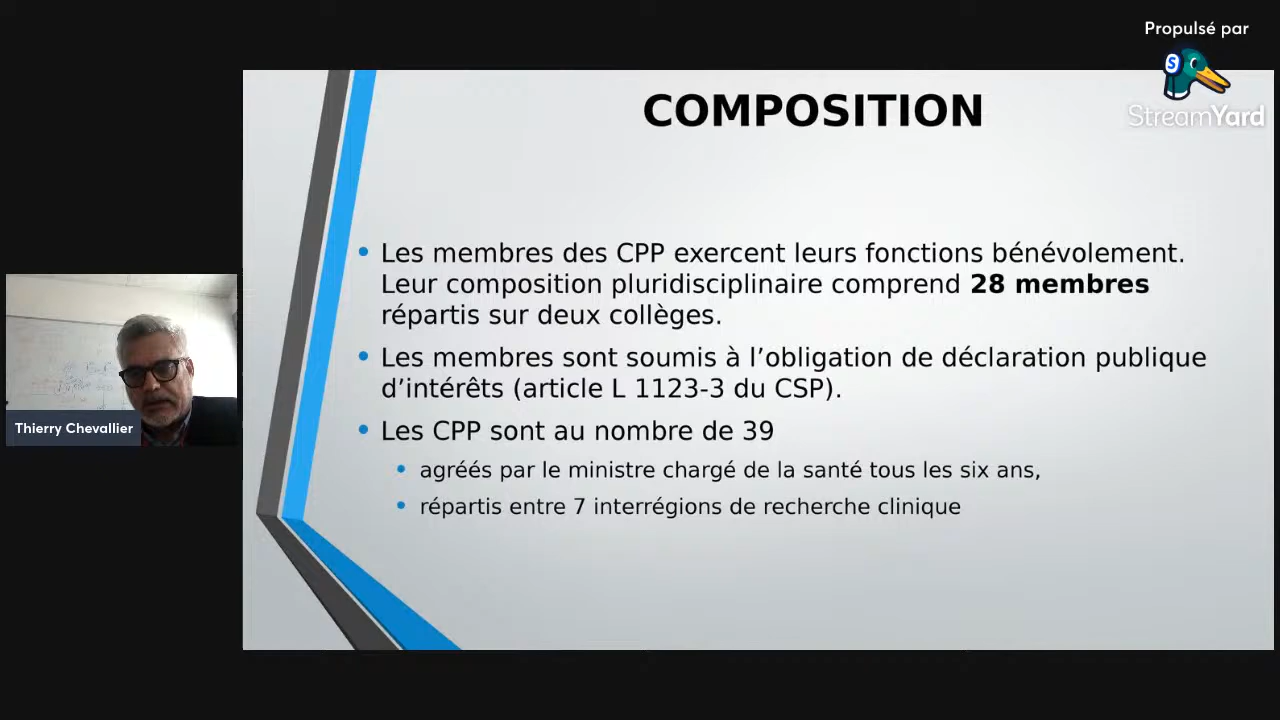 Propulsé par
S
StreamYard
COMPOSITION
Les membres des CPP exercent leurs fonctions bénévolement.
Leur composition pluridisciplinaire comprend 28 membres
répartis sur deux collèges.
Les membres sont soumis à l’obligation de déclaration publique
d’intérêts (article L 1123-3 du CSP).
Les CPP sont au nombre de 39
agréés par le ministre chargé de la santé tous les six ans,
répartis entre 7 interrégions de recherche clinique
Thierry Chevallier